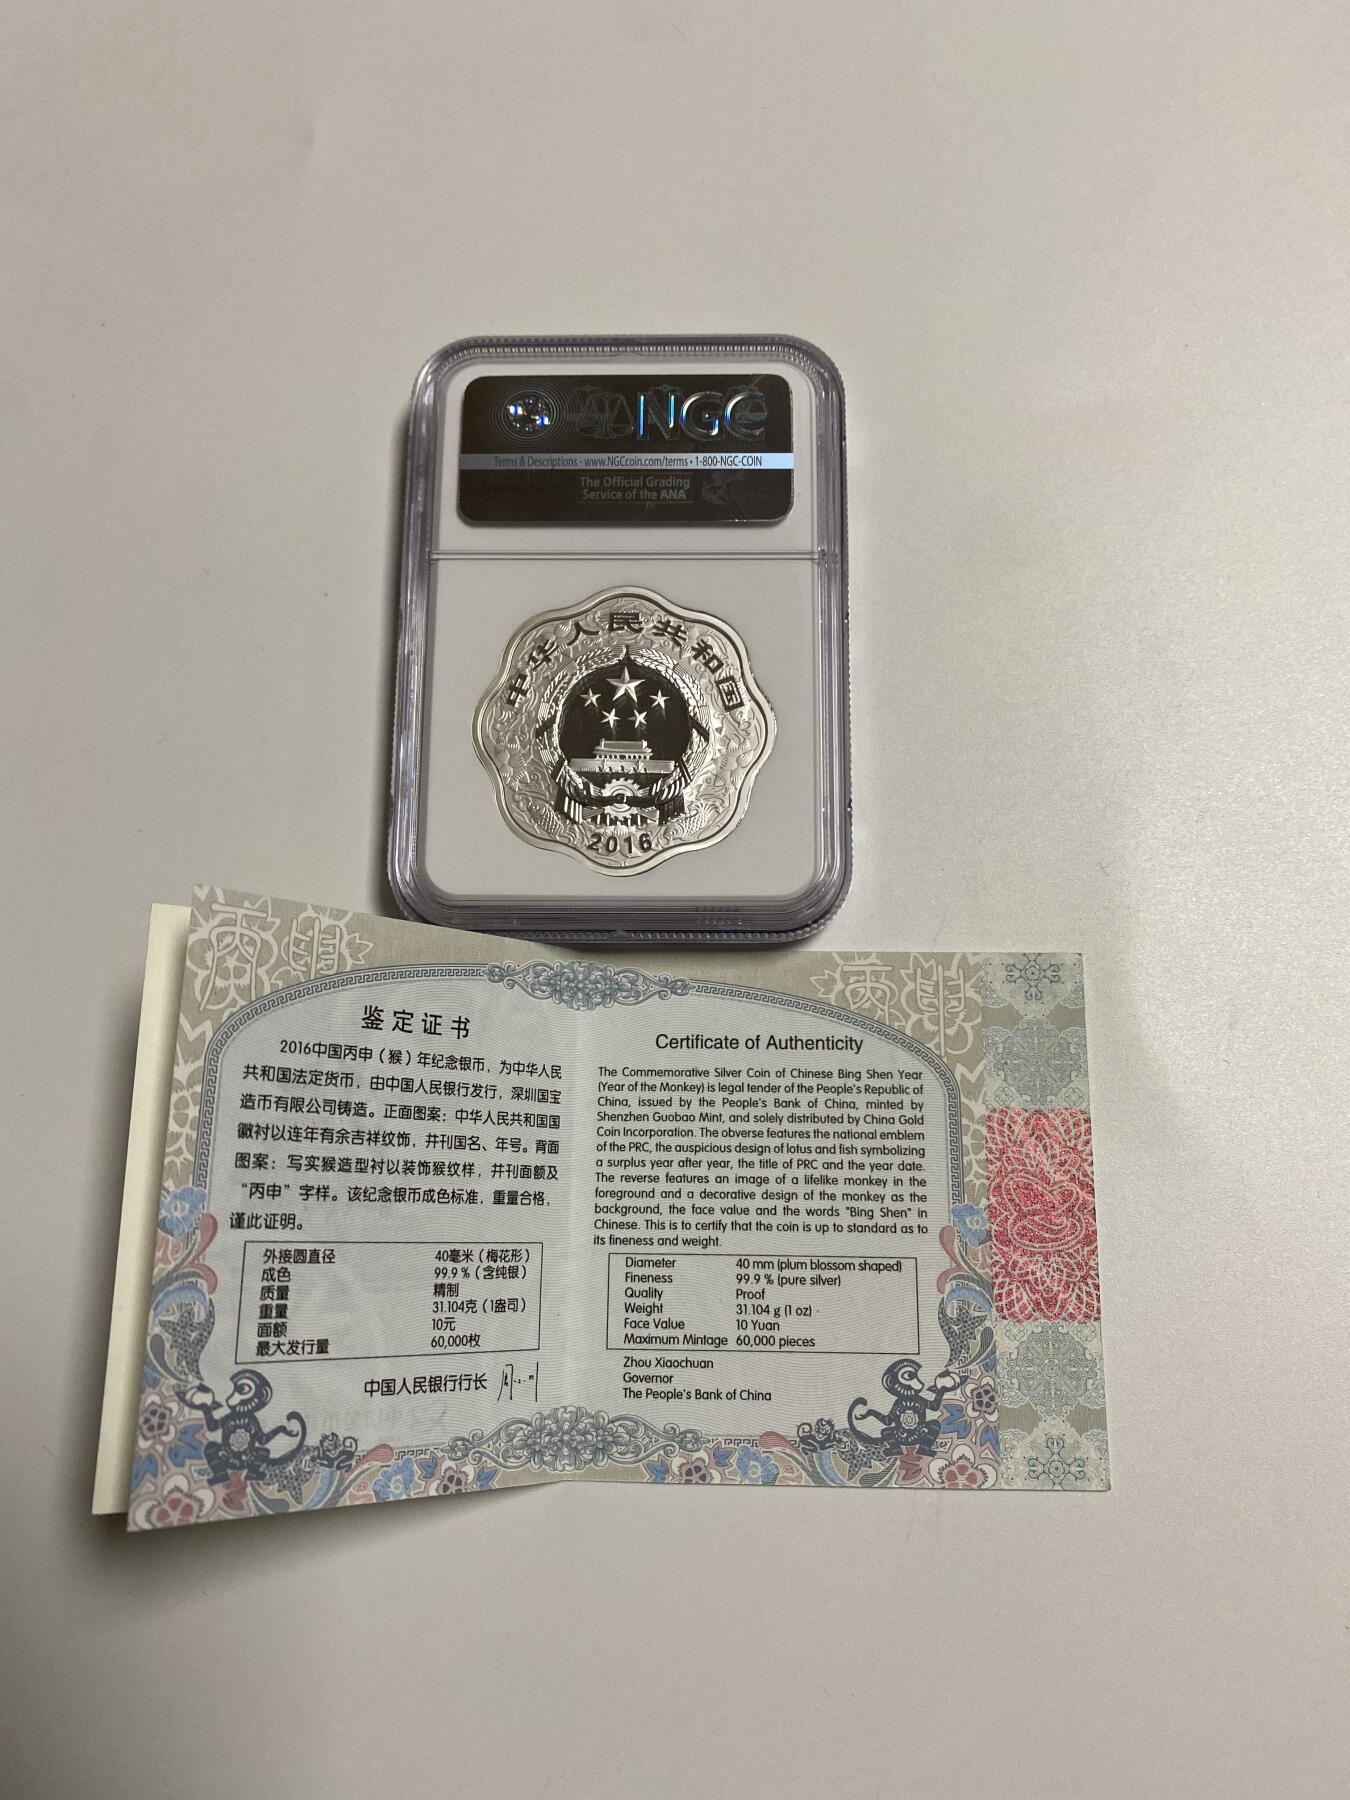 NGC
Terms & Descriptions - www.NGCcoin.com/terms • 1-800-NGC-COIN
The Official Grading
Service of the ANA
中华人民共和国
2016
丙申
丙申
鉴定证书
2016中国丙申（猴）年纪念银币，为中华人民
共和国法定货币，由中国人民银行发行，深圳国宝
造币有限公司铸造。正面图案：中华人民共和国国
徽衬以连年有余吉祥纹饰，并刊国名、年号。背面
图案：写实猴造型衬以装饰猴纹样，并刊面额及
“丙申”字样。该纪念银币成色标准，重量合格，
谨此证明。
外接圆直径 40毫米（梅花形）
成色 99.9％（含纯银）
质量 精制
重量 31.104克（1盎司）
面额 10元
最大发行量 60,000枚
中国人民银行行长
Certificate of Authenticity
The Commemorative Silver Coin of Chinese Bing Shen Year
(Year of the Monkey) is legal tender of the People's Republic of
China, issued by the People's Bank of China, minted by
Shenzhen Guobao Mint, and solely distributed by China Gold
Coin Incorporation. The obverse features the national emblem
of the PRC, the auspicious design of lotus and fish symbolizing
a surplus year after year, the title of PRC and the year date.
The reverse features an image of a lifelike monkey in the
foreground and a decorative design of the monkey as the
background, the face value and the words "Bing Shen" in
Chinese. This is to certify that the coin is up to standard as to
its fineness and weight.
Diameter 40 mm (plum blossom shaped)
Fineness 99.9 % (pure silver)
Quality Proof
Weight 31.104 g (1 oz)
Face Value 10 Yuan
Maximum Mintage 60,000 pieces
Zhou Xiaochuan
Governor
The People's Bank of China